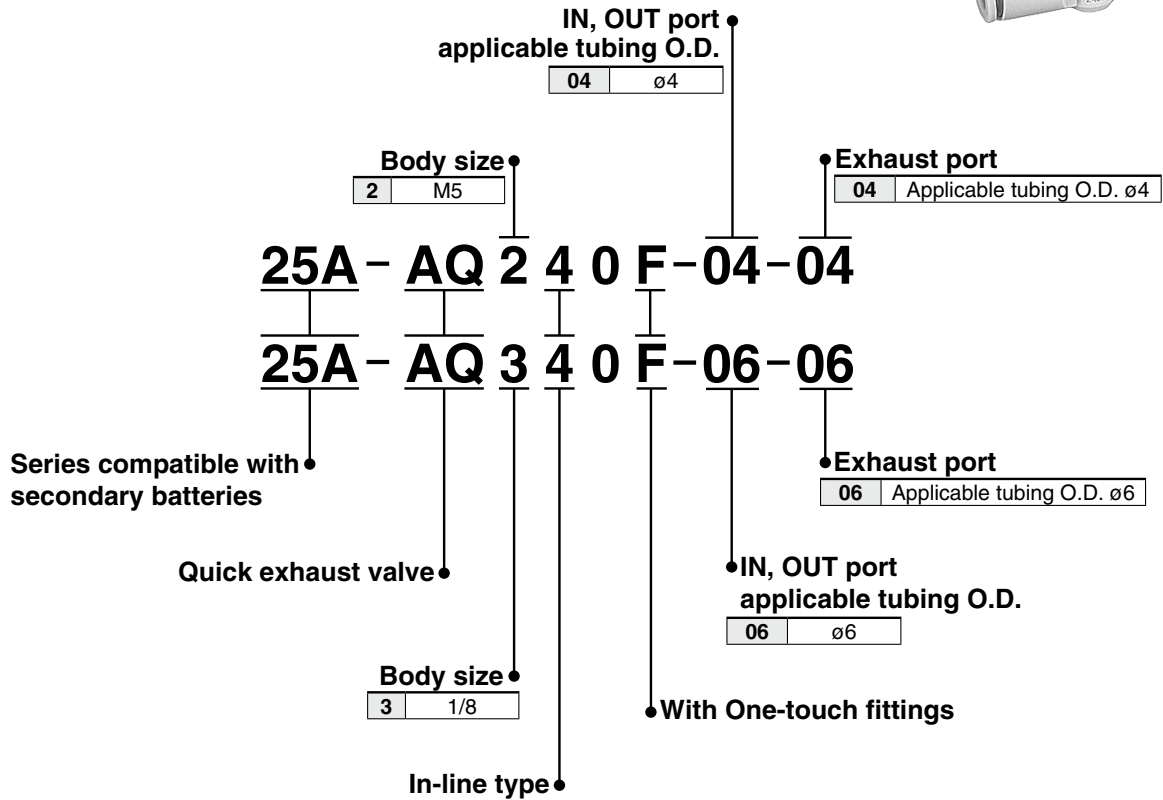 IN, OUT port
applicable tubing O.D.
04 ø4
Body size
2 M5
Exhaust port
04 Applicable tubing O.D. ø4
25A - AQ 2 4 0 F - 04 - 04
25A - AQ 3 4 0 F - 06 - 06
Series compatible with
secondary batteries
Exhaust port
06 Applicable tubing O.D. ø6
Quick exhaust valve
IN, OUT port
applicable tubing O.D.
06 ø6
Body size
3 1/8
With One-touch fittings
In-line type